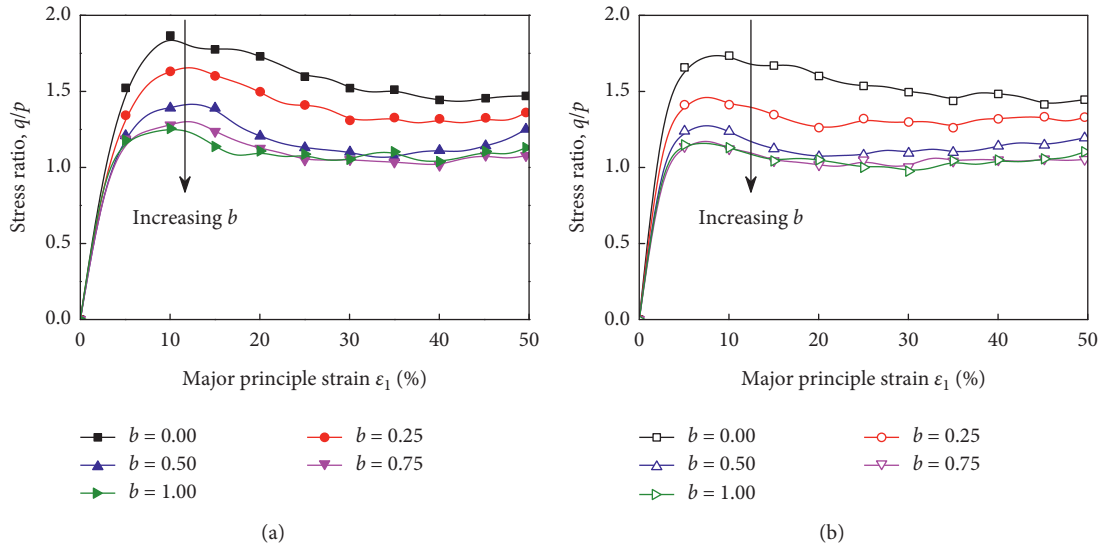 2.0
1.5
1.0
0.5
0.0
Stress ratio, q/p
Increasing b
0 10 20 30 40 50
Major principle strain ε1 (%)
b = 0.00 b = 0.25
b = 0.50 b = 0.75
b = 1.00
(a)
2.0
1.5
1.0
0.5
0.0
Stress ratio, q/p
Increasing b
0 10 20 30 40 50
Major principle strain ε1 (%)
b = 0.00 b = 0.25
b = 0.50 b = 0.75
b = 1.00
(b)